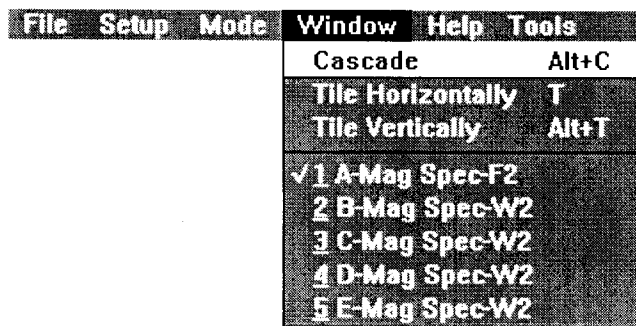 File Setup Mode Window Help Tools
Cascade Alt+C
Tile Horizontally T
Tile Vertically Alt+T
√1 A-Mag Spec-F2
2 B-Mag Spec-W2
3 C-Mag Spec-W2
4 D-Mag Spec-W2
5 E-Mag Spec-W2